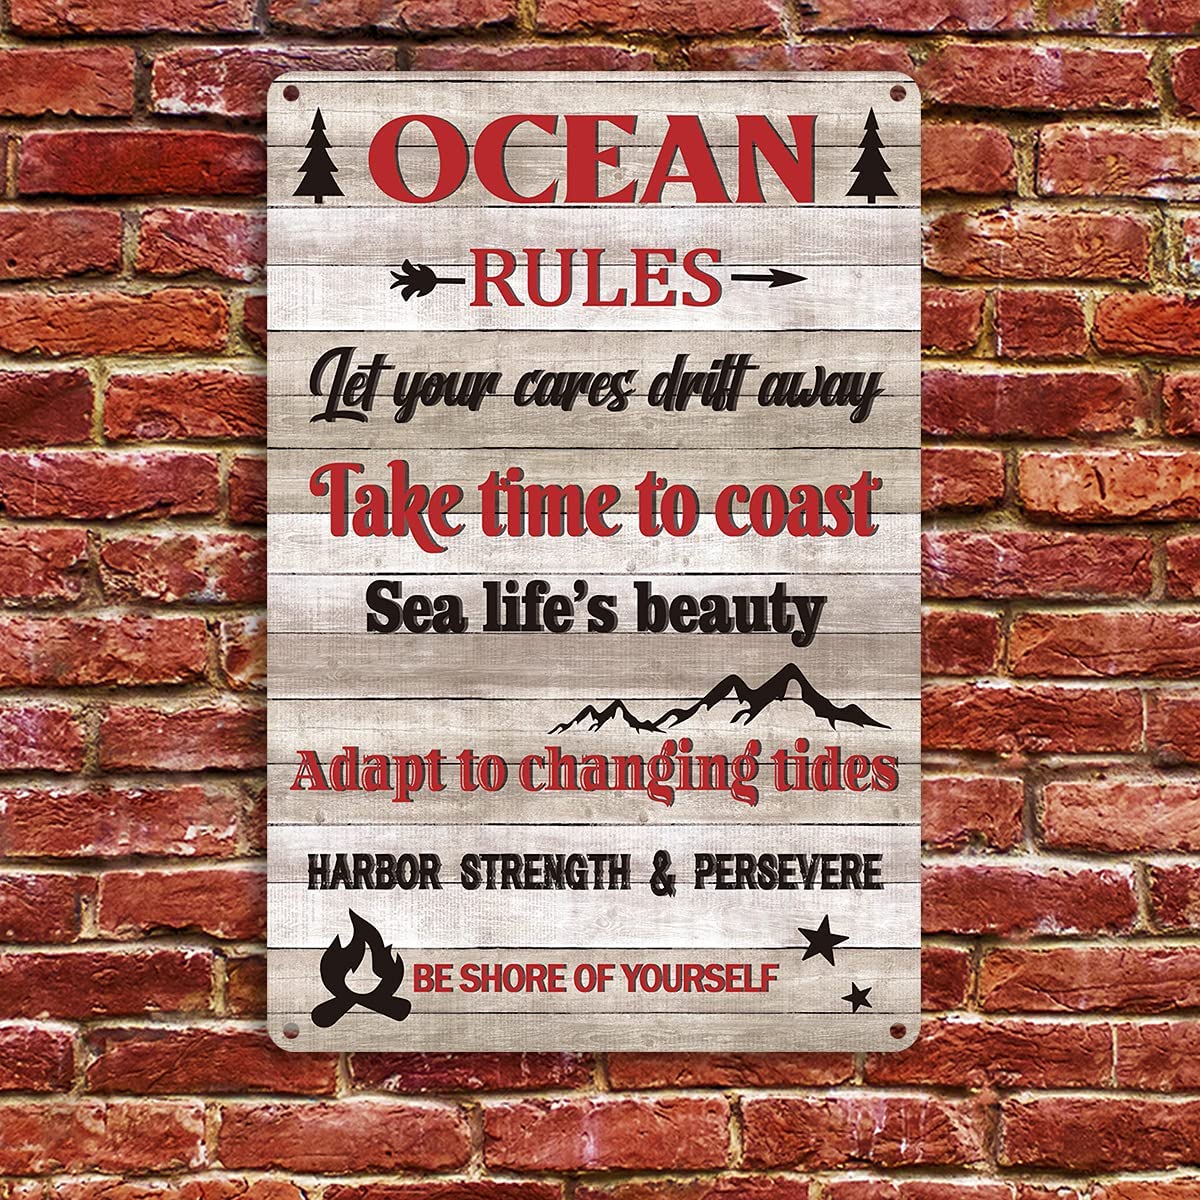 OCEAN
RULES
Let your cares drift away
Take time to coast
Sea life's beauty
Adapt to changing tides
HARBOR STRENGTH & PERSEVERE
BE SHORE OF YOURSELF